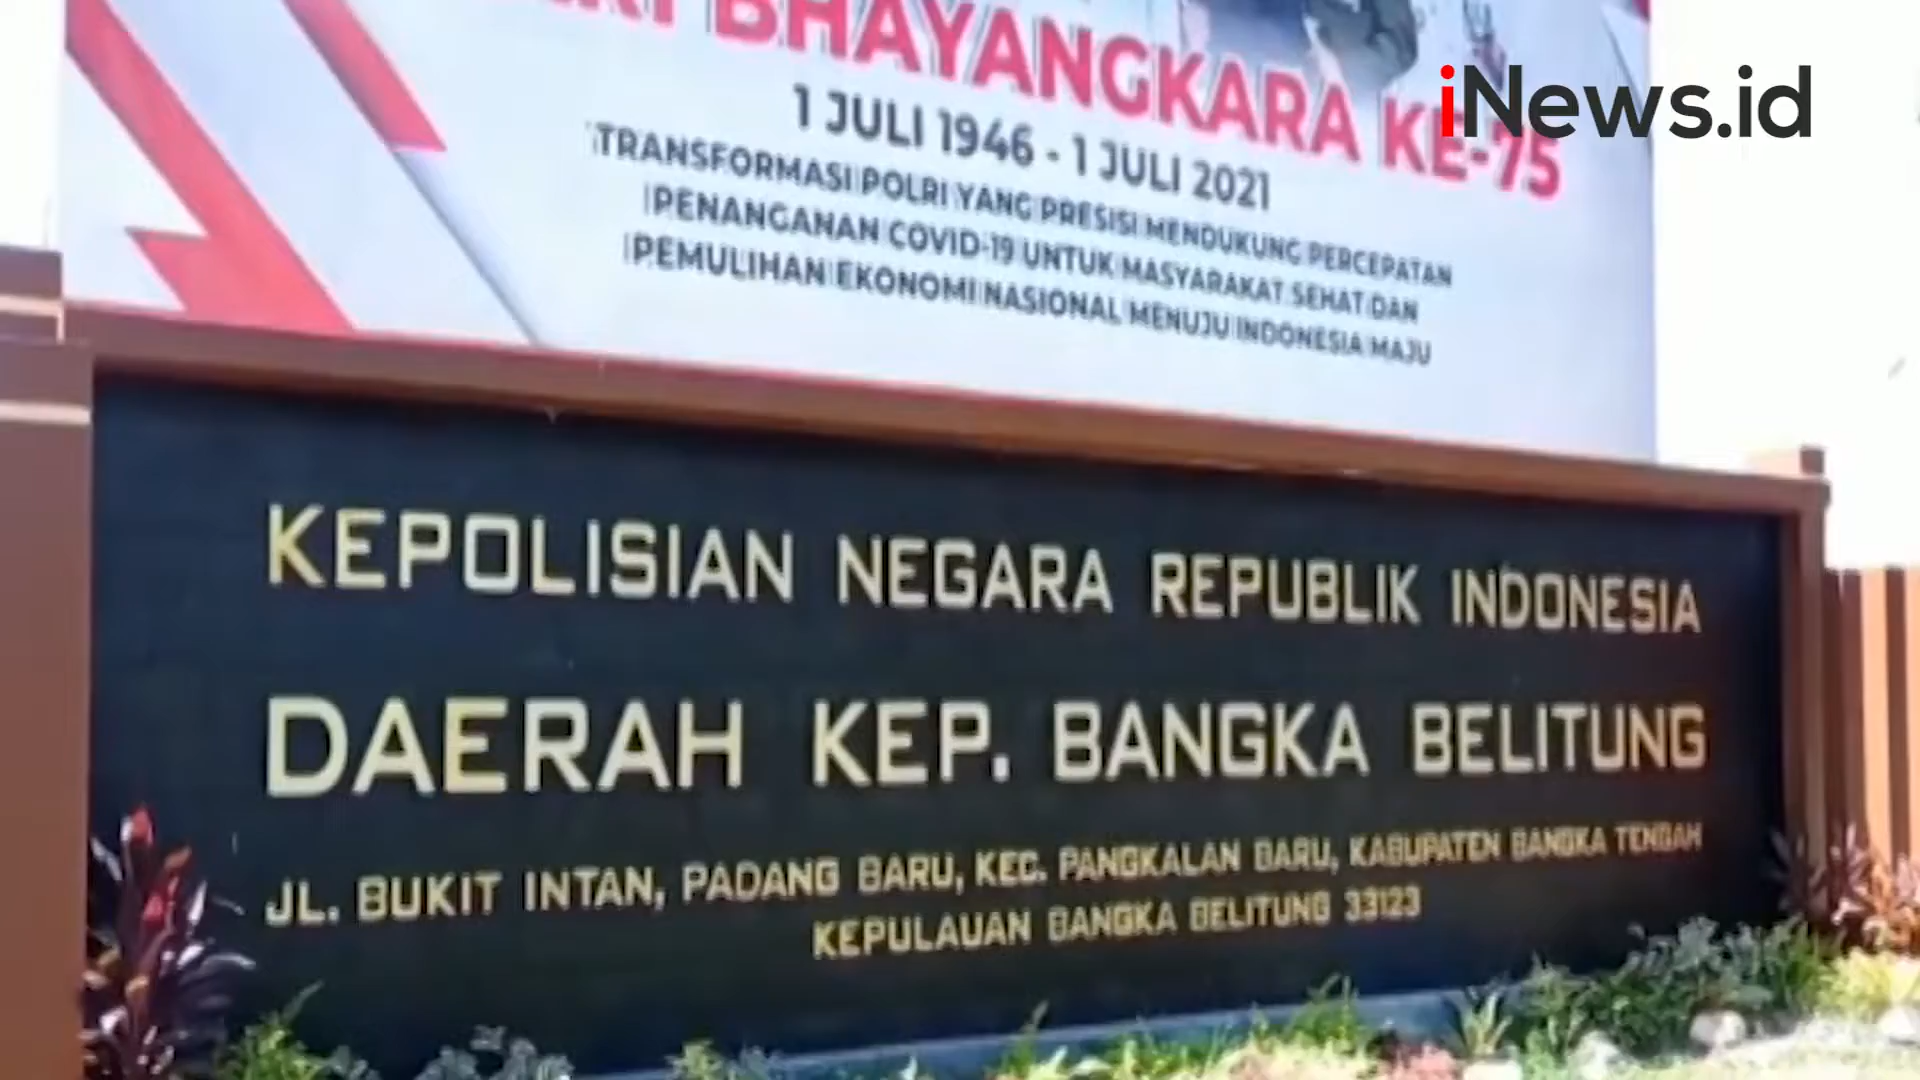 BHAYANGKARA KE-75
iNews.id
1 JULI 1946 - 1 JULI 2021
TRANSFORMASI POLRI YANG PRESISI MENDUKUNG PERCEPATAN
PENANGANAN COVID-19 UNTUK MASYARAKAT SEHAT DAN
PEMULIHAN EKONOMI NASIONAL MENUJU INDONESIA MAJU
KEPOLISIAN NEGARA REPUBLIK INDONESIA
DAERAH KEP. BANGKA BELITUNG
JL. BUKIT INTAN, PADANG BARU, KEC. PANGKALAN BARU, KABUPATEN BANGKA TENGAH
KEPULAUAN BANGKA BELITUNG 33123